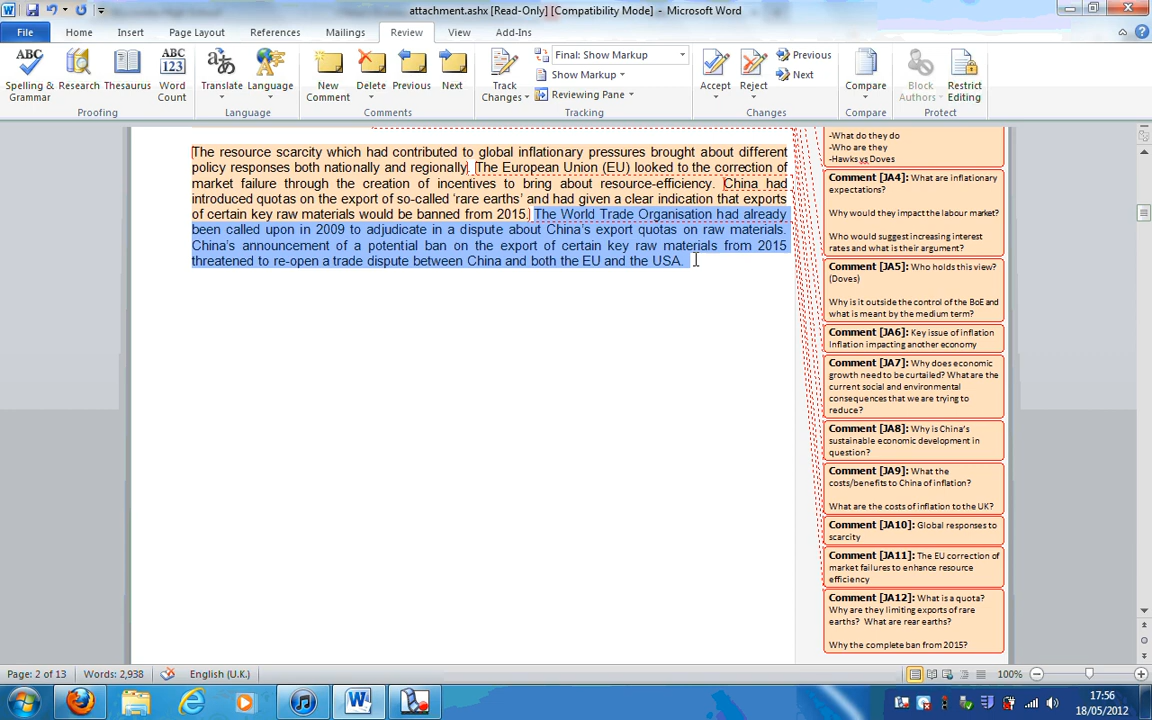 attachment.ashx [Read-Only] [Compatibility Mode] - Microsoft Word
File Home Insert Page Layout References Mailings Review View Add-Ins
ABC
Spelling &
Grammar
Research
Thesaurus
ABC
123
Word
Count
Proofing
Translate
Language
Language
New
Comment
Delete
Previous
Next
Comments
Track
Changes
Final: Show Markup
Show Markup
Reviewing Pane
Tracking
Accept
Reject
Previous
Next
Changes
Compare
Compare
Block
Authors
Restrict
Editing
Protect
The resource scarcity which had contributed to global inflationary pressures brought about different
policy responses both nationally and regionally. The European Union (EU) looked to the correction of
market failure through the creation of incentives to bring about resource-efficiency. China had
introduced quotas on the export of so-called ‘rare earths’ and had given a clear indication that exports
of certain key raw materials would be banned from 2015. The World Trade Organisation had already
been called upon in 2009 to adjudicate in a dispute about China’s export quotas on raw materials.
China’s announcement of a potential ban on the export of certain key raw materials from 2015
threatened to re-open a trade dispute between China and both the EU and the USA.
-What do they do
-Who are they
-Hawks vs Doves
Comment [JA4]: What are inflationary
expectations?
Why would they impact the labour market?
Who would suggest increasing interest
rates and what is their argument?
Comment [JA5]: Who holds this view?
(Doves)
Why is it outside the control of the BoE and
what is meant by the medium term?
Comment [JA6]: Key issue of inflation
Inflation impacting another economy
Comment [JA7]: Why does economic
growth need to be curtailed? What are the
current social and environmental
consequences that we are trying to
reduce?
Comment [JA8]: Why is China’s
sustainable economic development in
question?
Comment [JA9]: What the
costs/benefits to China of inflation?
What are the costs of inflation to the UK?
Comment [JA10]: Global responses to
scarcity
Comment [JA11]: The EU correction of
market failures to enhance resource
efficiency
Comment [JA12]: What is a quota?
Why are they limiting exports of rare
earths? What are rear earths?
Why the complete ban from 2015?
Page: 2 of 13 Words: 2,938 English (U.K.) 100%
17:56
18/05/2012